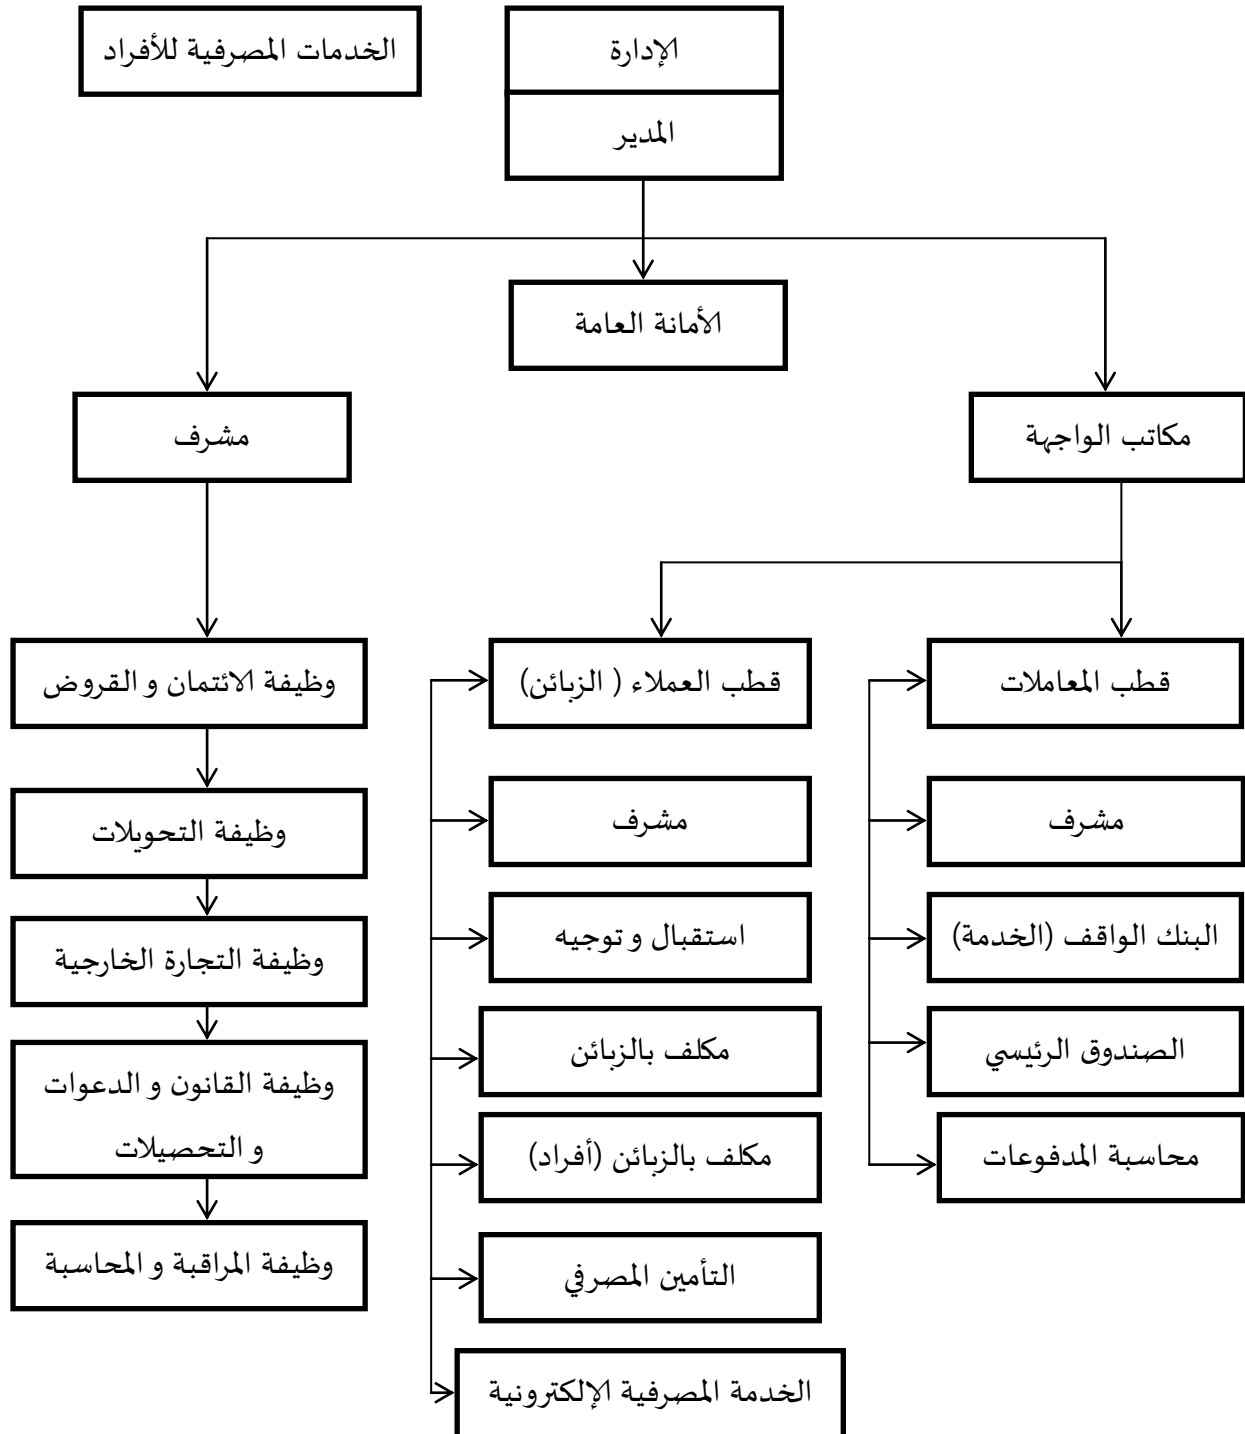 الإدارة
الخدمات المصرفية للأفراد
المدير
الأمانة العامة
مكاتب الواجهة
مشرف
قطب المعاملات
قطب العملاء ( الزبائن)
وظيفة الائتمان و القروض
مشرف
مشرف
وظيفة التحويلات
البنك الواقف (الخدمة)
استقبال و توجيه
وظيفة التجارة الخارجية
الصندوق الرئيسي
مكلف بالزبائن
وظيفة القانون و الدعوات
و التحصيلات
محاسبة المدفوعات
مكلف بالزبائن (أفراد)
وظيفة المراقبة و المحاسبة
التأمين المصرفي
الخدمة المصرفية الإلكترونية